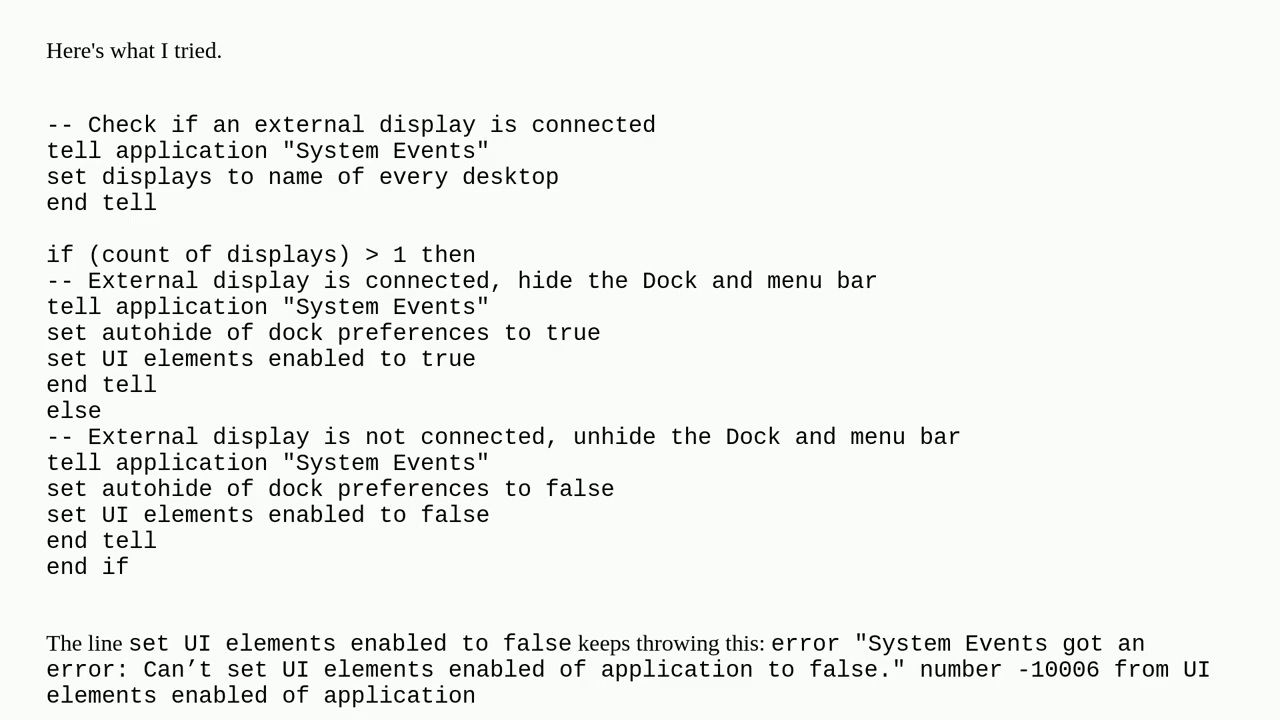 Here's what I tried.
-- Check if an external display is connected
tell application "System Events"
set displays to name of every desktop
end tell
if (count of displays) > 1 then
-- External display is connected, hide the Dock and menu bar
tell application "System Events"
set autohide of dock preferences to true
set UI elements enabled to true
end tell
else
-- External display is not connected, unhide the Dock and menu bar
tell application "System Events"
set autohide of dock preferences to false
set UI elements enabled to false
end tell
end if
The line set UI elements enabled to false keeps throwing this: error "System Events got an
error: Can’t set UI elements enabled of application to false." number -10006 from UI
elements enabled of application